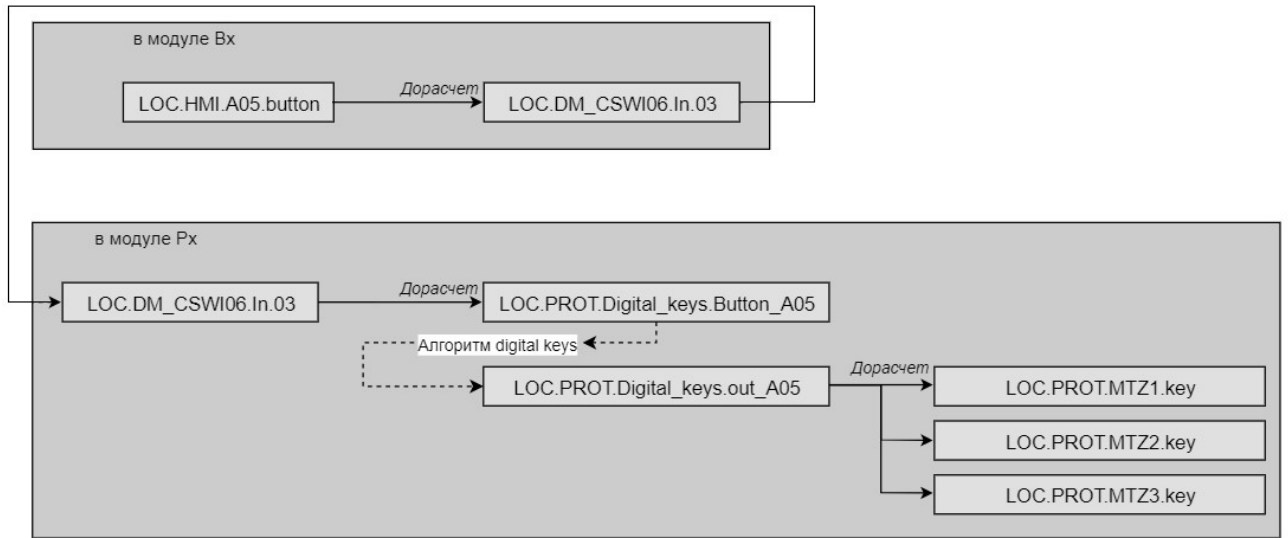 в модуле Bx
LOC.HMI.A05.button
Дорасчет
LOC.DM_CSWI06.In.03
в модуле Px
LOC.DM_CSWI06.In.03
Дорасчет
LOC.PROT.Digital_keys.Button_A05
Алгоритм digital keys
LOC.PROT.Digital_keys.out_A05
Дорасчет
LOC.PROT.MTZ1.key
LOC.PROT.MTZ2.key
LOC.PROT.MTZ3.key